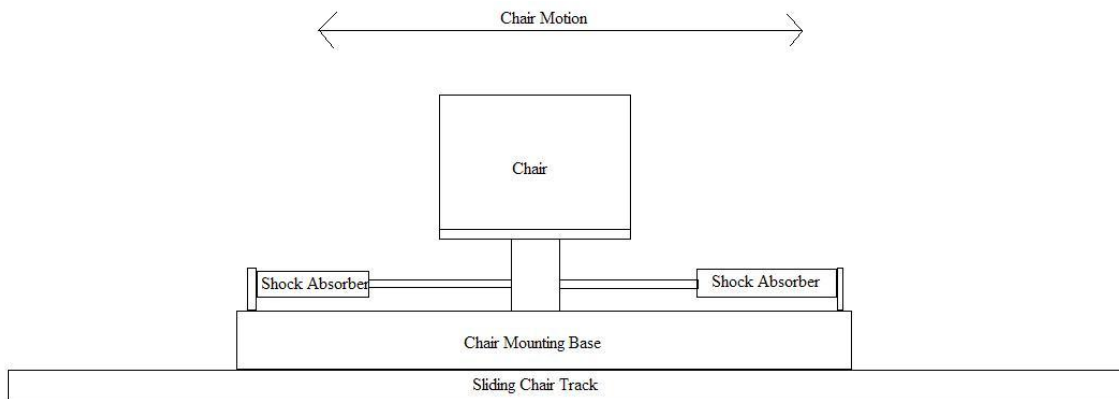 Chair Motion
Chair
Shock Absorber
Shock Absorber
Chair Mounting Base
Sliding Chair Track